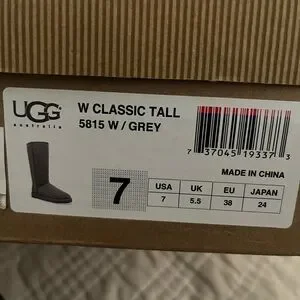 UGG®
australia
W CLASSIC TALL
5815 W / GREY
7 37045 19337 3
MADE IN CHINA
7
USA UK EU JAPAN
7 5.5 38 24